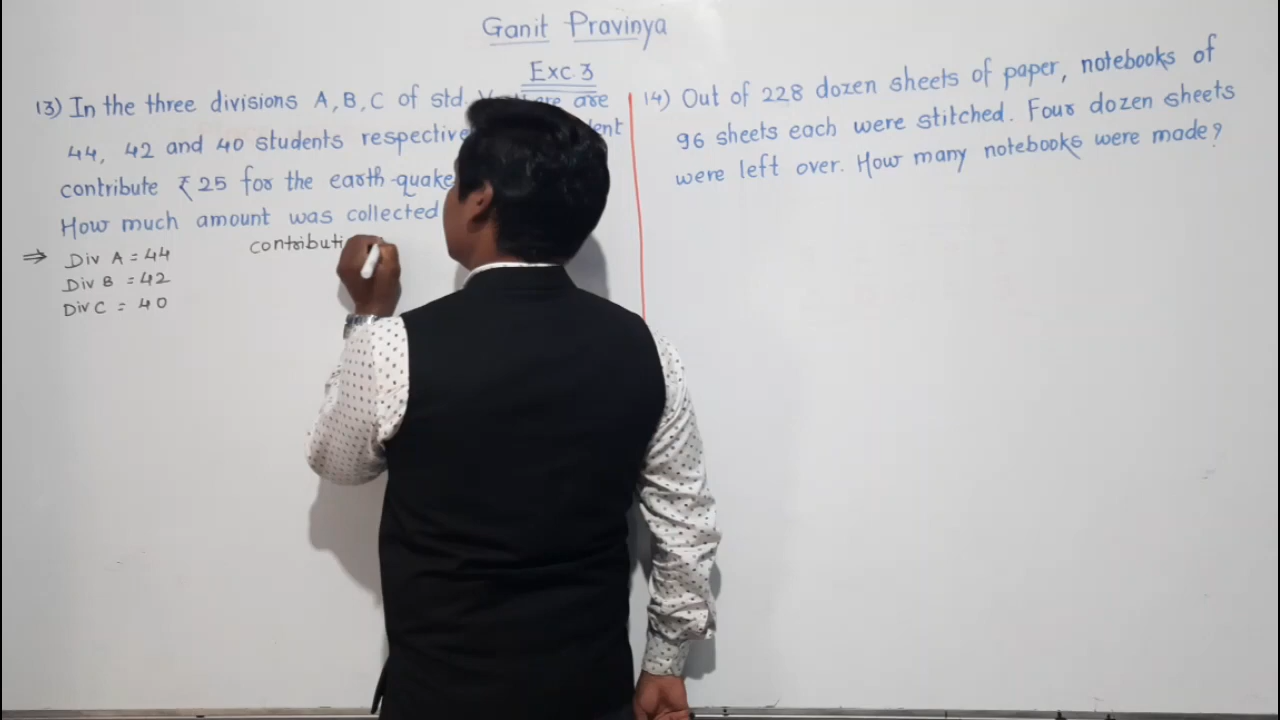 Ganit Pravinya
Exc. 3
13) In the three divisions A, B, C of std. are
44, 42 and 40 students
contribute ₹ 25 for the earth-quake
How much amount was collected
⇒ Div A = 44
Div B = 42
Div C = 40
14) Out of 228 dozen sheets of paper, notebooks of
96 sheets each were stitched. Four dozen sheets
were left over. How many notebooks were made?